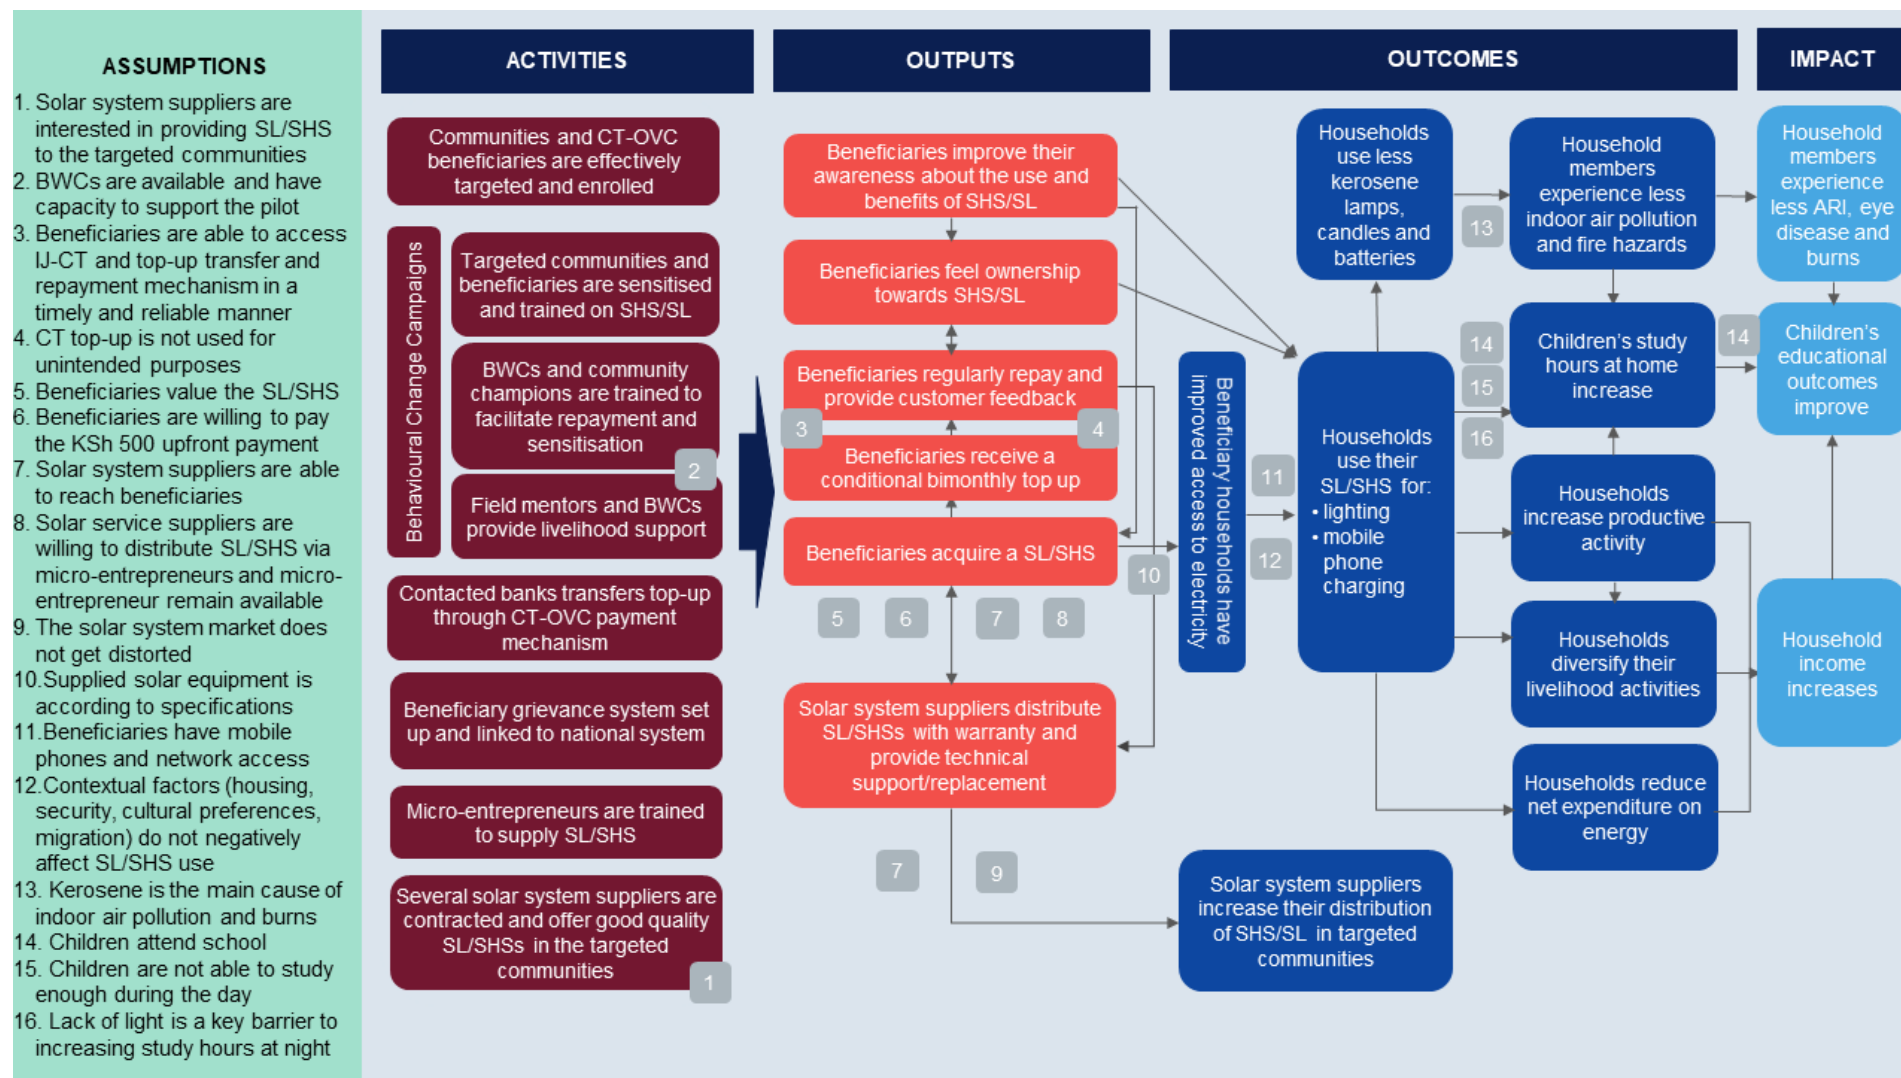 ASSUMPTIONS
1. Solar system suppliers are
interested in providing SL/SHS
to the targeted communities
2. BWCs are available and have
capacity to support the pilot
3. Beneficiaries are able to access
IJ-CT and top-up transfer and
repayment mechanism in a
timely and reliable manner
4. CT top-up is not used for
unintended purposes
5. Beneficiaries value the SL/SHS
6. Beneficiaries are willing to pay
the KSh 500 upfront payment
7. Solar system suppliers are able
to reach beneficiaries
8. Solar service suppliers are
willing to distribute SL/SHS via
micro-entrepreneurs and micro-
entrepreneur remain available
9. The solar system market does
not get distorted
10.Supplied solar equipment is
according to specifications
11.Beneficiaries have mobile
phones and network access
12.Contextual factors (housing,
security, cultural preferences,
migration) do not negatively
affect SL/SHS use
13. Kerosene is the main cause of
indoor air pollution and burns
14. Children attend school
15. Children are not able to study
enough during the day
16. Lack of light is a key barrier to
increasing study hours at night
ACTIVITIES
Communities and CT-OVC
beneficiaries are effectively
targeted and enrolled
Behavioural Change Campaigns
Targeted communities and
beneficiaries are sensitised
and trained on SHS/SL
BWCs and community
champions are trained to
facilitate repayment and
sensitisation
2
Field mentors and BWCs
provide livelihood support
Contacted banks transfers top-up
through CT-OVC payment
mechanism
Beneficiary grievance system set
up and linked to national system
Micro-entrepreneurs are trained
to supply SL/SHS
Several solar system suppliers are
contracted and offer good quality
SL/SHSs in the targeted
communities
1
OUTPUTS
Beneficiaries improve their
awareness about the use and
benefits of SHS/SL
Beneficiaries feel ownership
towards SHS/SL
Beneficiaries regularly repay and
provide customer feedback
3
4
Beneficiaries receive a
conditional bimonthly top up
Beneficiaries acquire a SL/SHS
10
5
6
7
8
Solar system suppliers distribute
SL/SHSs with warranty and
provide technical
support/replacement
7
9
OUTCOMES
Beneficiary households have
improved access to electricity
11
12
Households
use less
kerosene
lamps,
candles and
batteries
13
Household
members
experience less
indoor air pollution
and fire hazards
Households
use their
SL/SHS for:
• lighting
• mobile
phone
charging
14
15
16
Children's study
hours at home
increase
14
Households
increase productive
activity
Households
diversify their
livelihood activities
Households reduce
net expenditure on
energy
Solar system suppliers
increase their distribution
of SHS/SL in targeted
communities
IMPACT
Household
members
experience
less ARI, eye
disease and
burns
Children's
educational
outcomes
improve
Household
income
increases